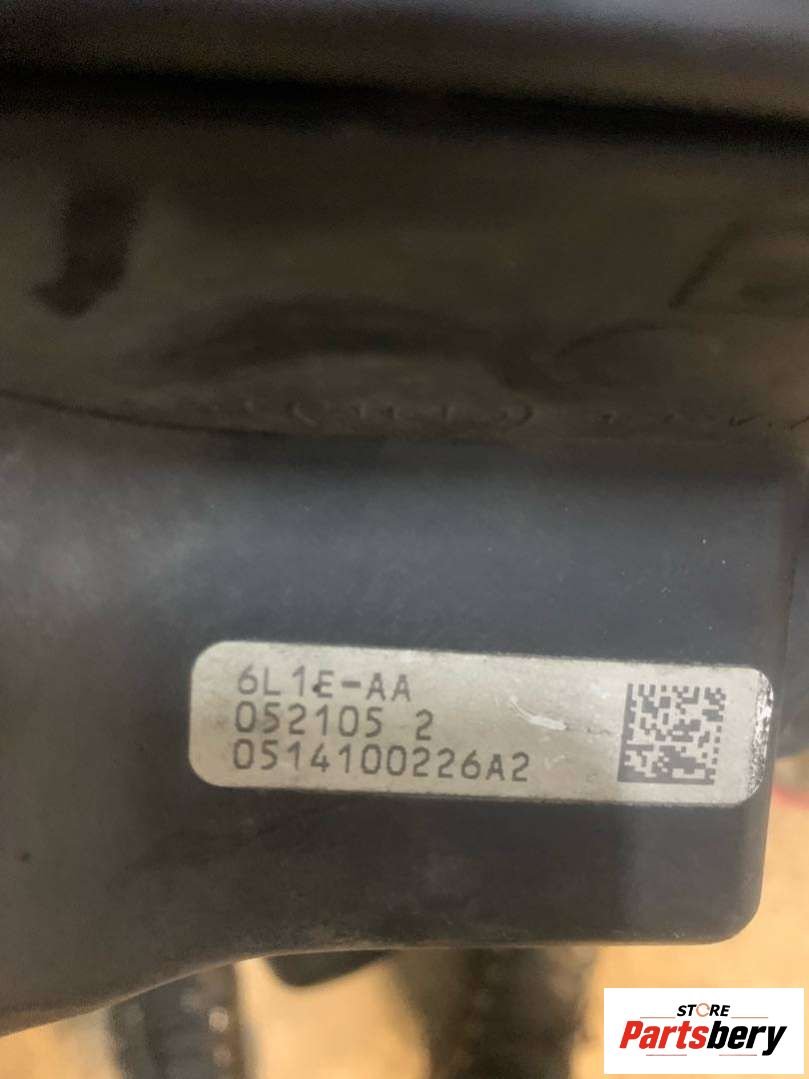 6L1E-AA
052105 2
0514100226A2
STORE
Partsbery